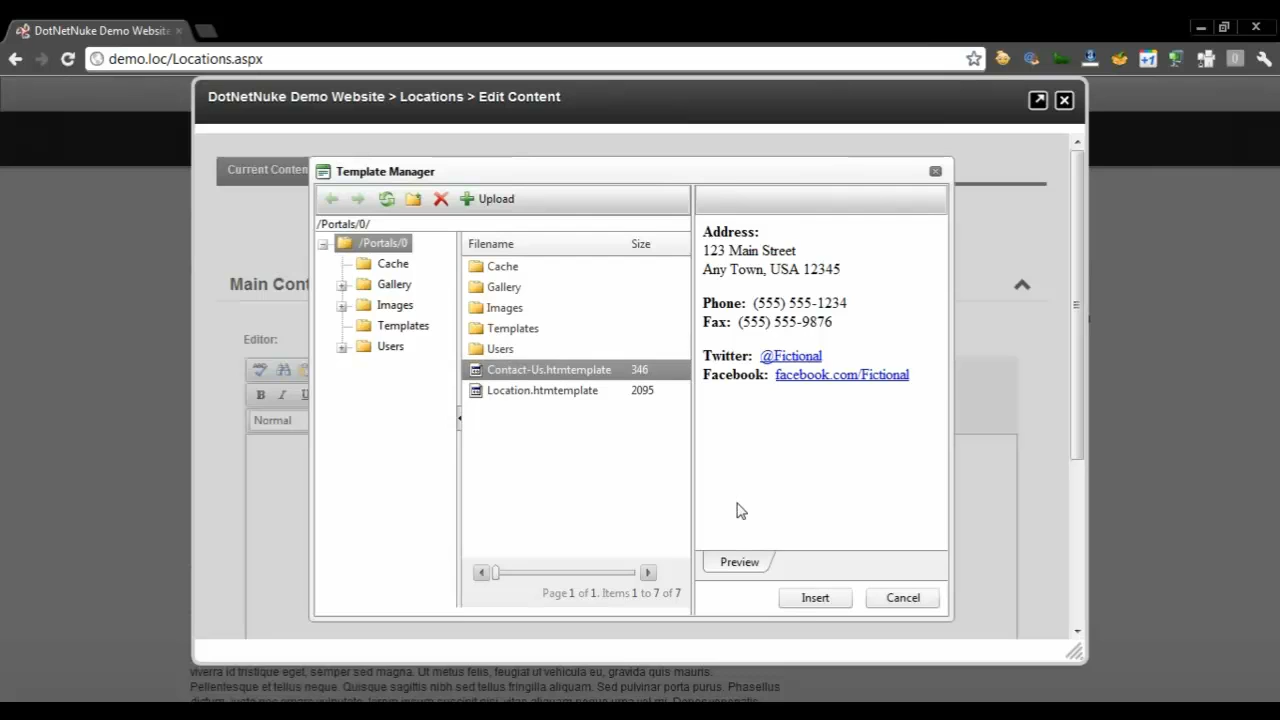 DotNetNuke Demo Website
demo.loc/Locations.aspx
+1
0
DotNetNuke Demo Website > Locations > Edit Content
Current Conten
Template Manager
Upload
/Portals/0/
/Portals/0
Cache
Gallery
Images
Templates
Users
Filename Size
Cache
Gallery
Images
Templates
Users
Contact-Us.htmtemplate 346
Location.htmtemplate 2095
Page 1 of 1. Items 1 to 7 of 7
Address:
123 Main Street
Any Town, USA 12345
Phone: (555) 555-1234
Fax: (555) 555-9876
Twitter: @Fictional
Facebook: facebook.com/Fictional
Preview
Insert Cancel
Main Cont
Editor:
B I U
Normal
viverra id tristique eget, semper sed magna. Ut metus felis, feugiat ut vehicula eu, gravida quis mauris.
Pellentesque et tellus neque. Quisque sagittis nibh sed tellus fringilla aliquam. Sed pulvinar porta purus. Phasellus